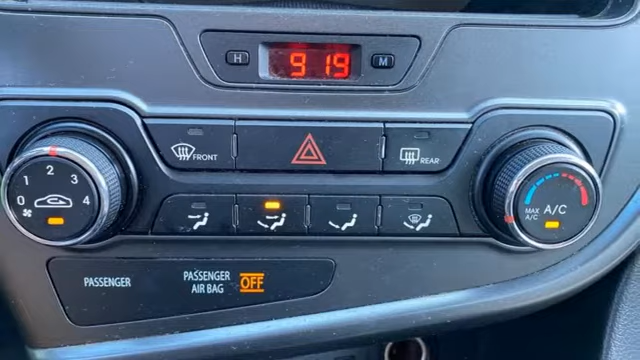 H 9 19 M
FRONT REAR
0 1 2 3 4
MAX A/C A/C
PASSENGER
PASSENGER
AIR BAG OFF